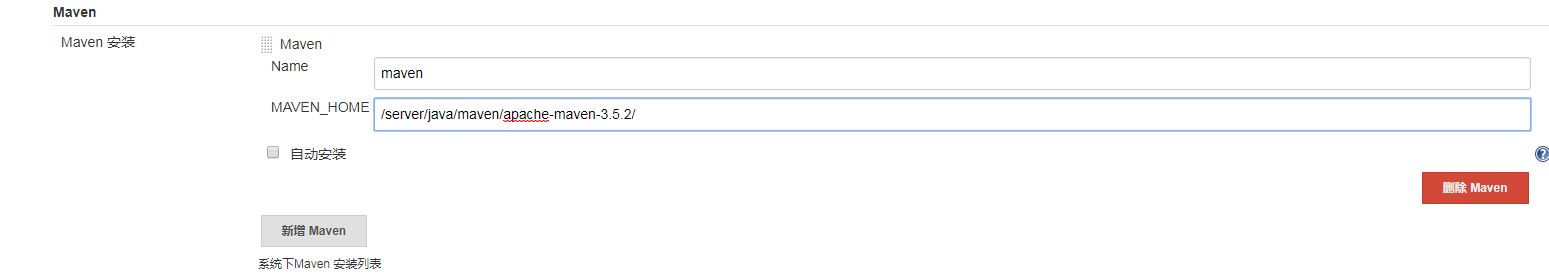 Maven
Maven 安装
Maven
Name
maven
MAVEN_HOME
/server/java/maven/apache-maven-3.5.2/
自动安装
?
删除 Maven
新增 Maven
系统下Maven 安装列表